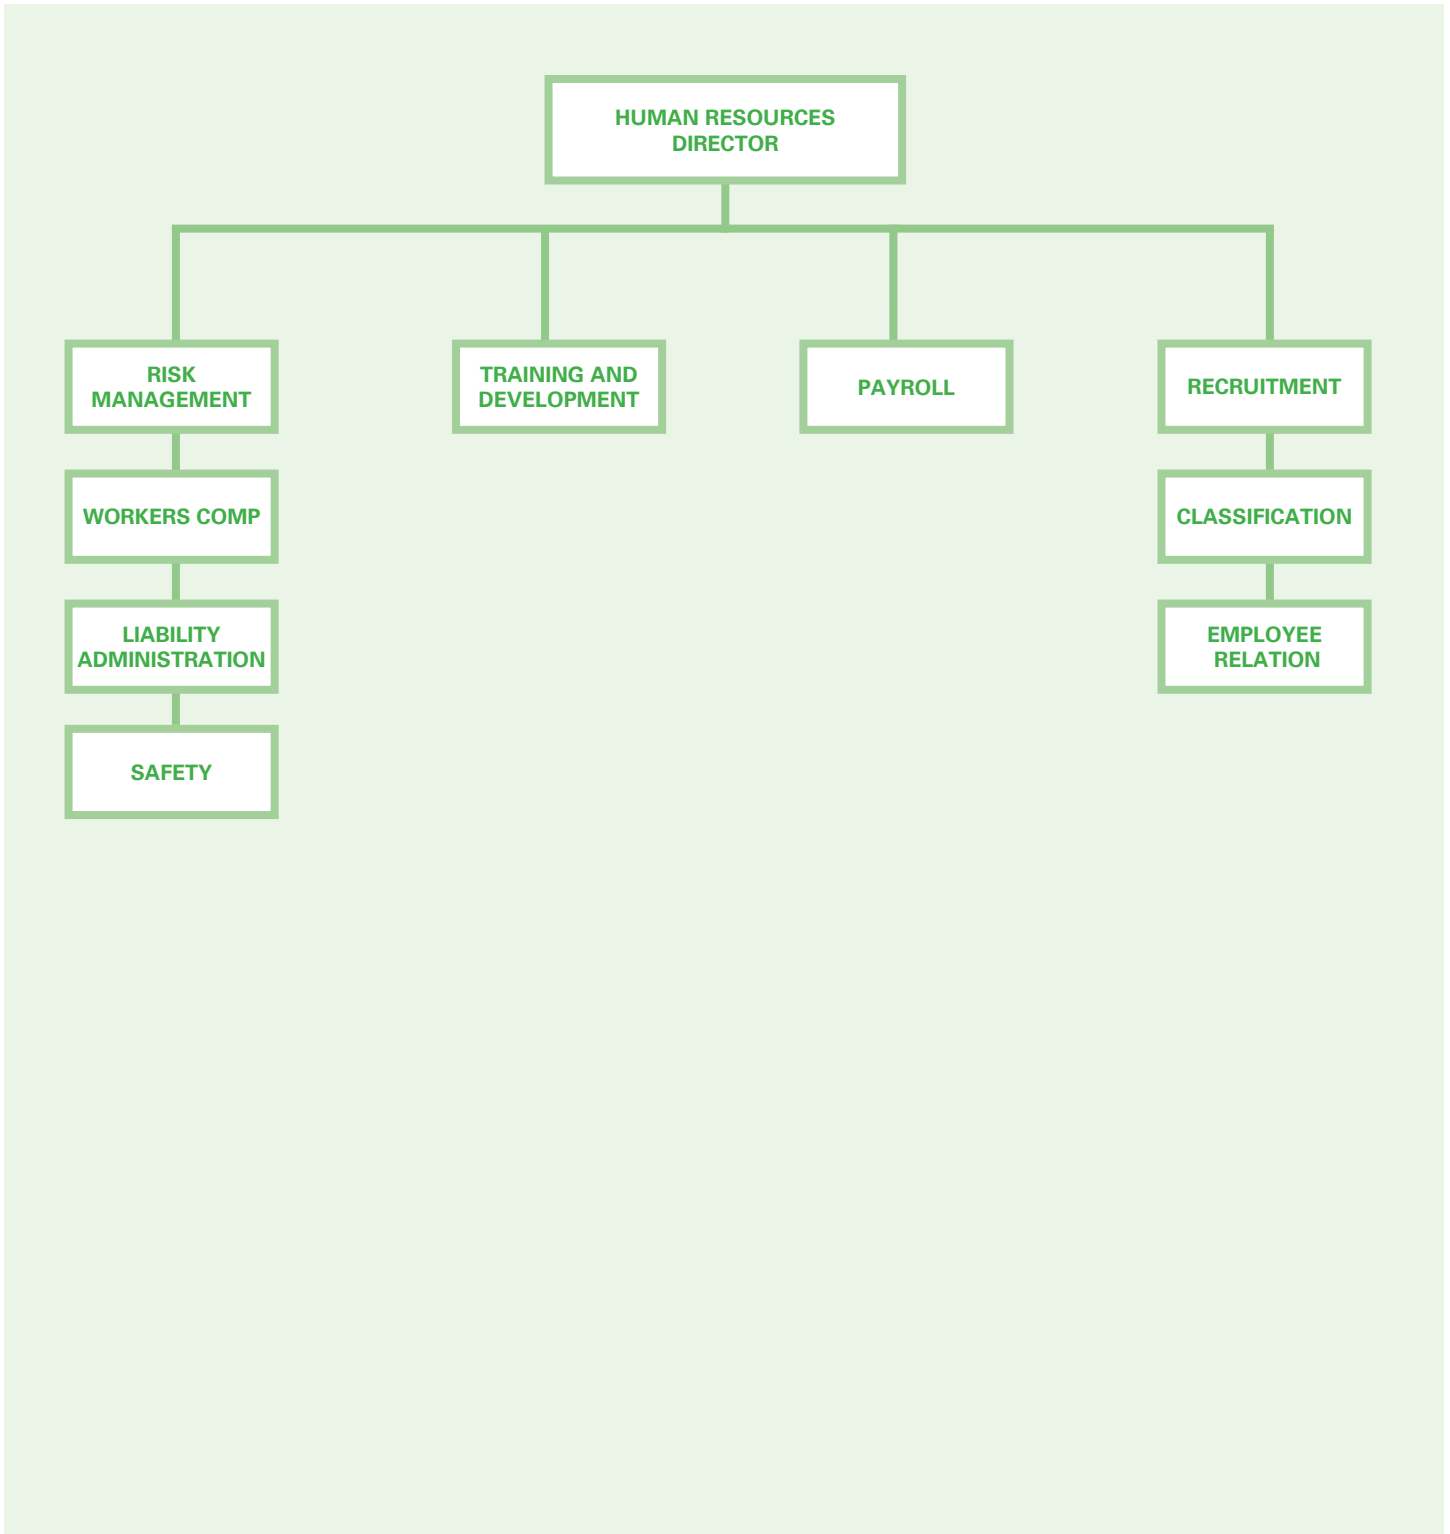 HUMAN RESOURCES
DIRECTOR
RISK
MANAGEMENT
TRAINING AND
DEVELOPMENT
PAYROLL
RECRUITMENT
WORKERS COMP
CLASSIFICATION
LIABILITY
ADMINISTRATION
EMPLOYEE
RELATION
SAFETY